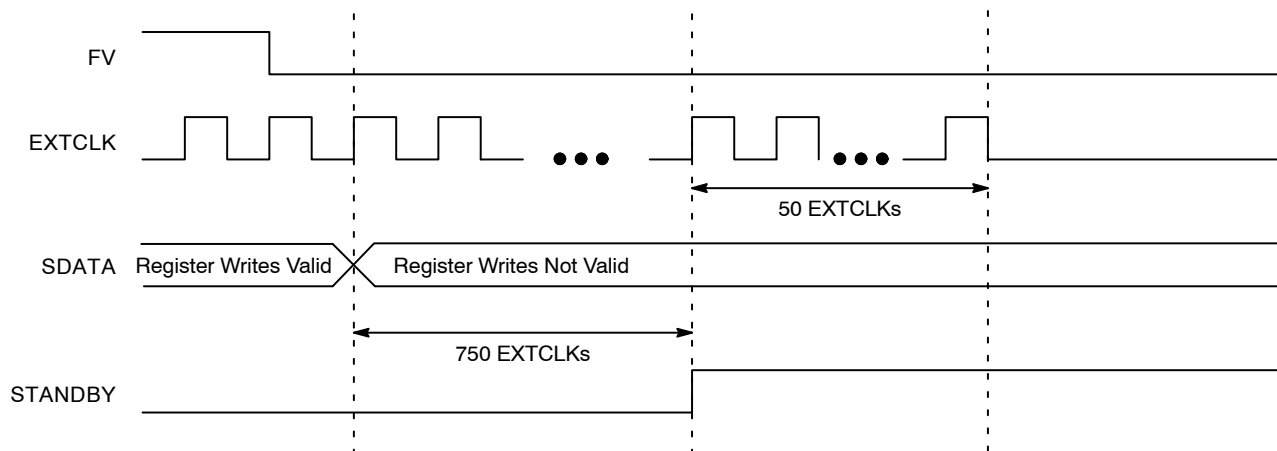 FV
EXTCLK
50 EXTCLKs
SDATA Register Writes Valid Register Writes Not Valid
750 EXTCLKs
STANDBY